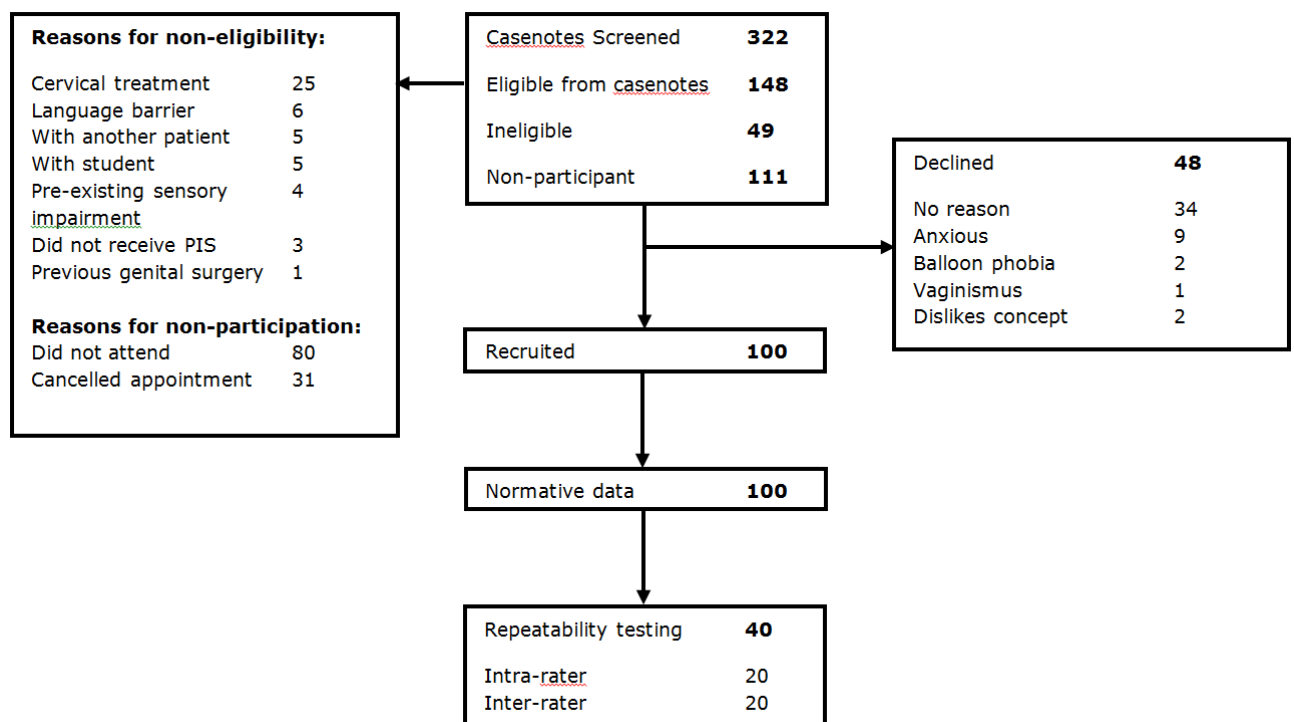 Reasons for non-eligibility:
Cervical treatment 25
Language barrier 6
With another patient 5
With student 5
Pre-existing sensory 4
impairment
Did not receive PIS 3
Previous genital surgery 1
Reasons for non-participation:
Did not attend 80
Cancelled appointment 31
Casenotes Screened 322
Eligible from casenotes 148
Ineligible 49
Non-participant 111
Declined 48
No reason 34
Anxious 9
Balloon phobia 2
Vaginismus 1
Dislikes concept 2
Recruited 100
Normative data 100
Repeatability testing 40
Intra-rater 20
Inter-rater 20